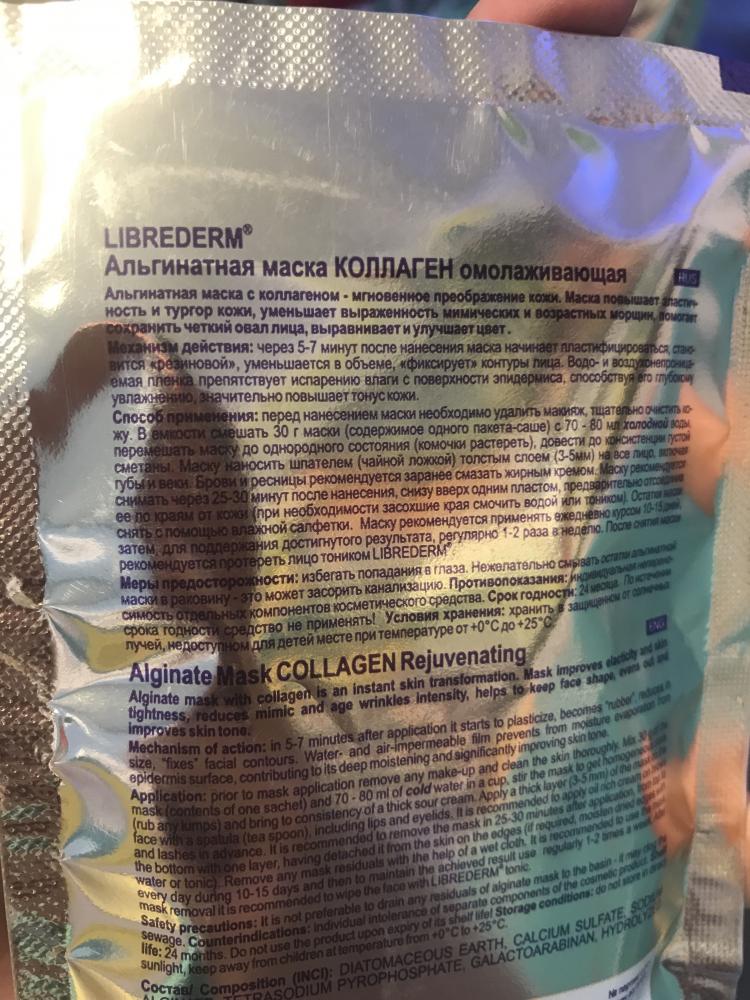 LIBREDERM®
Альгинатная маска КОЛЛАГЕН омолаживающая
RUS
Альгинатная маска с коллагеном - мгновенное преображение кожи. Маска повышает эластич-
ность и тургор кожи, уменьшает выраженность мимических и возрастных морщин, помогает
сохранить четкий овал лица, выравнивает и улучшает цвет.
Механизм действия: через 5-7 минут после нанесения маска начинает пластифицироваться, стано-
вится «резиновой», уменьшается в объеме, «фиксирует» контуры лица. Водо- и воздухонепроница-
емая пленка препятствует испарению влаги с поверхности эпидермиса, способствуя его глубокому
увлажнению, значительно повышает тонус кожи.
Способ применения: перед нанесением маски необходимо удалить макияж, тщательно очистить ко-
жу. В емкости смешать 30 г маски (содержимое одного пакета-саше) с 70 - 80 мл холодной воды,
перемешать маску до однородного состояния (комочки растереть), довести до консистенции густой
сметаны. Маску наносить шпателем (чайной ложкой) толстым слоем (3-5мм) на все лицо, включая
губы и веки. Брови и ресницы рекомендуется заранее смазать жирным кремом. Маску рекомендуется
снимать через 25-30 минут после нанесения, снизу вверх одним пластом, предварительно отсоединив
ее по краям от кожи (при необходимости засохшие края смочить водой или тоником). Остатки маски
снять с помощью влажной салфетки. Маску рекомендуется применять ежедневно курсом 10-15 дней,
затем, для поддержания достигнутого результата, регулярно 1-2 раза в неделю. После снятия маски
рекомендуется протереть лицо тоником LIBREDERM®
Меры предосторожности: избегать попадания в глаза. Нежелательно смывать остатки альгинатной
маски в раковину - это может засорить канализацию. Противопоказания: индивидуальная неперено-
симость отдельных компонентов косметического средства. Срок годности: 24 месяца. По истечении
срока годности средство не применять! Условия хранения: хранить в защищенном от солнечных
лучей, недоступном для детей месте при температуре от +0°C до +25°C
ENG
Alginate Mask COLLAGEN Rejuvenating
Alginate mask with collagen is an instant skin transformation. Mask improves elacticity and skin
tightness, reduces mimic and age wrinkles intensity, helps to keep face shape, evens out and
improves skin tone.
Mechanism of action: in 5-7 minutes after application it starts to plasticize, becomes "rubber", reduces in
size, "fixes" facial contours. Water- and air-impermeable film prevents from moisture evaporation from
epidermis surface, contributing to its deep moistening and significantly improving skin tone.
Application: prior to mask application remove any make-up and clean the skin thoroughly. Mix 30
mask (contents of one sachet) and 70 - 80 ml of cold water in a cup, stir the mask to get homogeneous
(rub any lumps) and bring to consistency of a thick sour cream. Apply a thick layer (3-5 mm) of the mask
face with a spatula (tea spoon), including lips and eyelids. It is recommended to apply oil rich cream on
and lashes in advance. It is recommended to remove the mask in 25-30 minutes after application,
the bottom with one layer, having detached it from the skin on the edges (if required, moisten dried edges
water or tonic). Remove any mask residuals with the help of a wet cloth. It is recommended to use
every day during 10-15 days and then to maintain the achieved result use regularly 1-2 times a week.
mask removal it is recommended to wipe the face with LIBREDERM® tonic.
Safety precautions: It is not preferable to drain any residuals of alginate mask to the basin - it may
sewage. Counterindications: Individual intolerance of separate components of the cosmetic product.
life: 24 months. Do not use the product upon expiry of its shelf life! Storage conditions: do not store in
sunlight, keep away from children at temperature from +0°C to +25°C.
Состав/ Composition (INCI): DIATOMACEOUS EARTH, CALCIUM SULFATE,
TETRASODIUM PYROPHOSPHATE, GALACTOARABINAN,